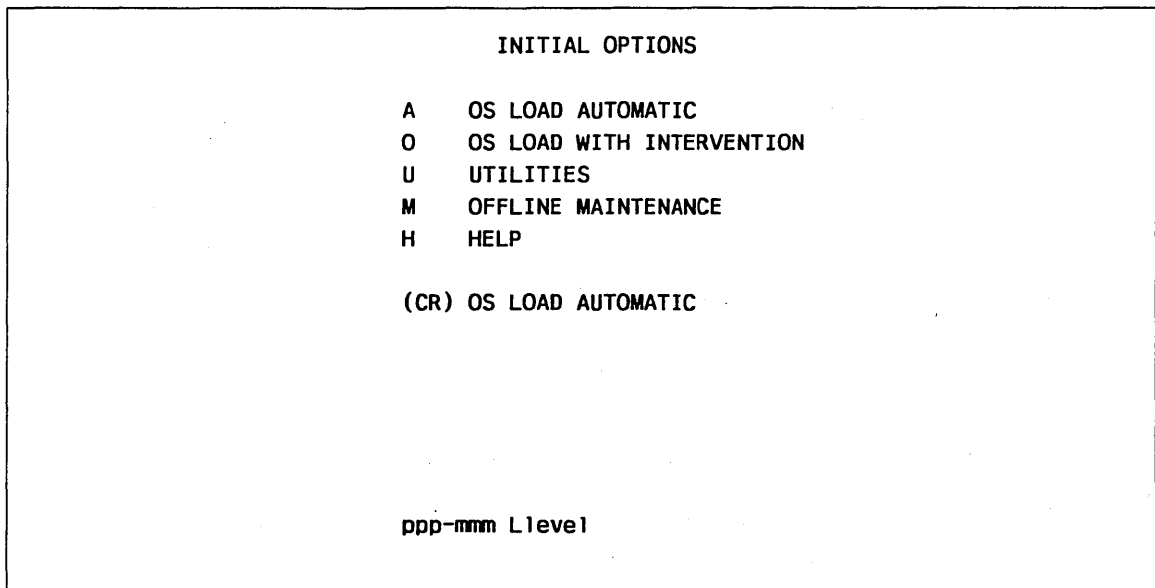 INITIAL OPTIONS
A OS LOAD AUTOMATIC
O OS LOAD WITH INTERVENTION
U UTILITIES
M OFFLINE MAINTENANCE
H HELP
(CR) OS LOAD AUTOMATIC
ppp-mmm Llevel